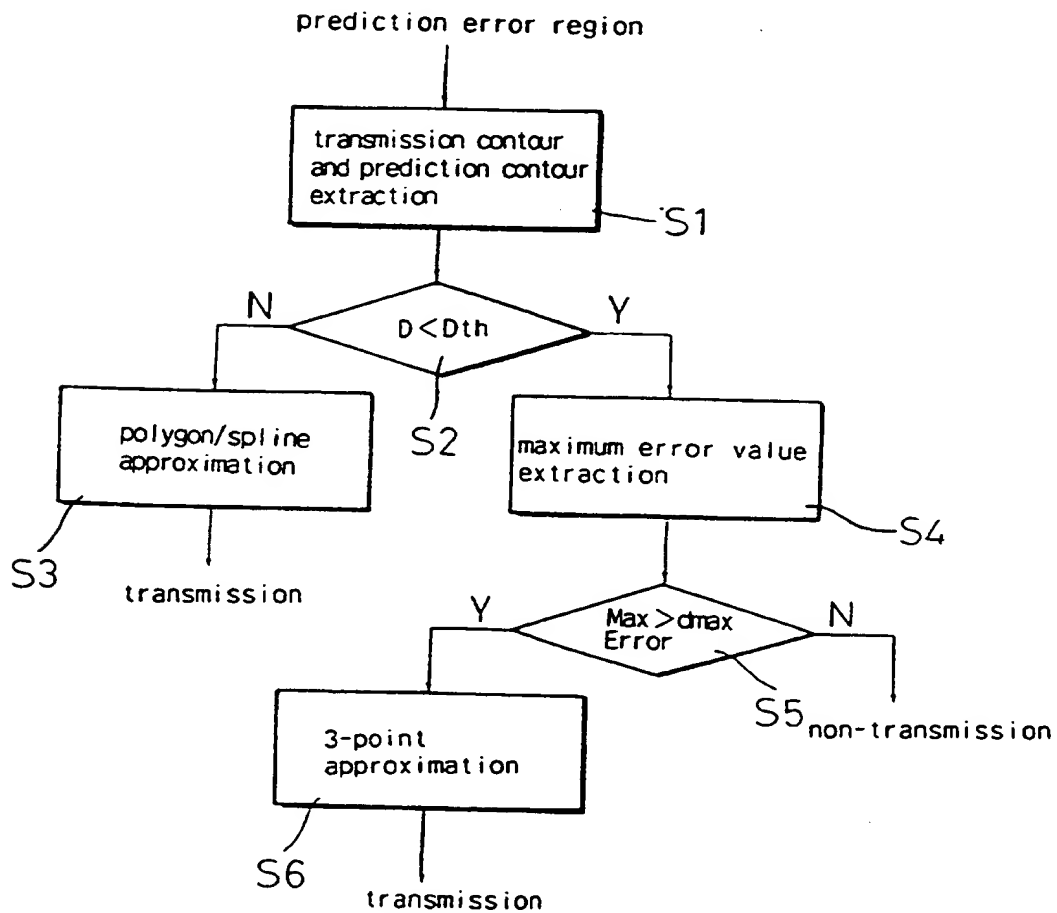 prediction error region
transmission contour
and prediction contour
extraction
S1
N
Y
D<Dth
S2
polygon/spline
approximation
S3
transmission
maximum error value
extraction
S4
Y
N
Max>dmax
Error
S5
non-transmission
3-point
approximation
S6
transmission